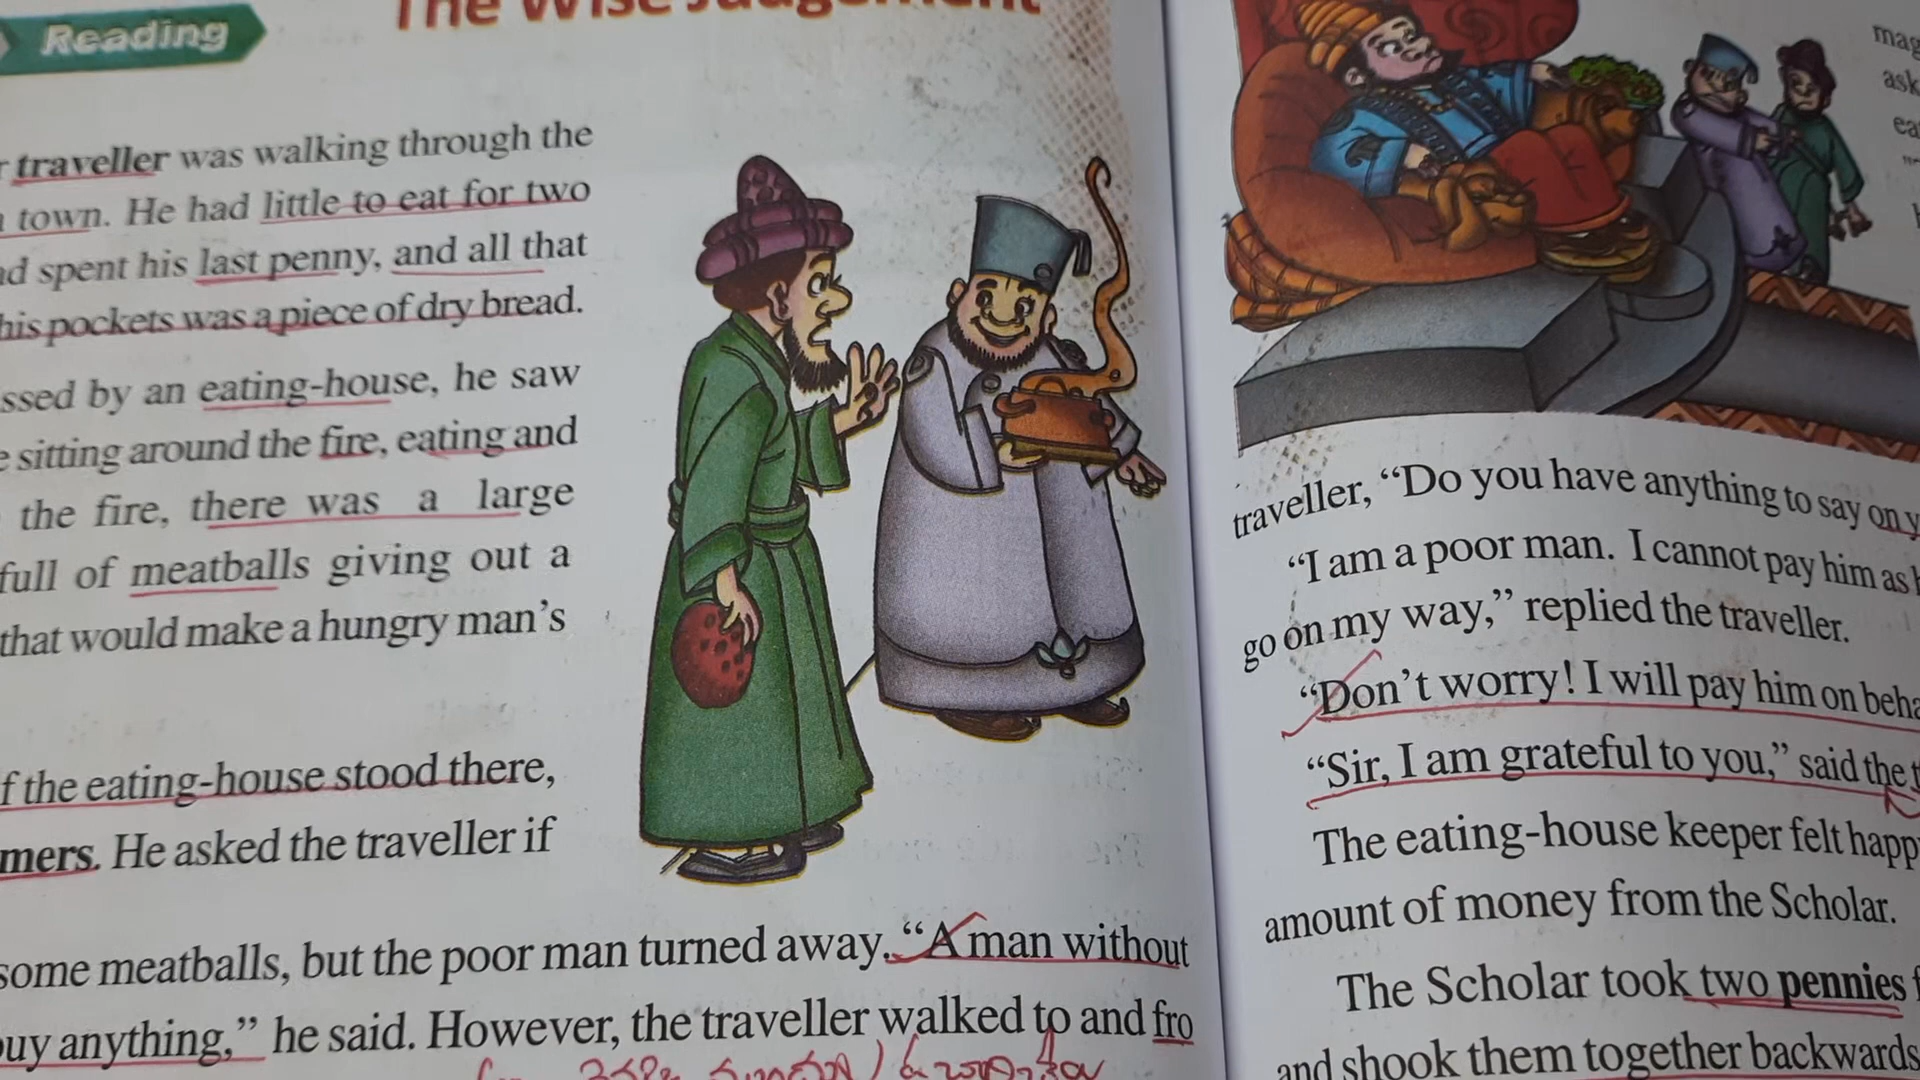 Reading
The Wise Judgement
traveller was walking through the
town. He had little to eat for two
spent his last penny, and all that
his pockets was a piece of dry bread.
by an eating-house, he saw
sitting around the fire, eating and
the fire, there was a large
full of meatballs giving out a
that would make a hungry man's
the eating-house stood there,
He asked the traveller if
some meatballs, but the poor man turned away. “A man without
anything,” he said. However, the traveller walked to and fro
traveller, “Do you have anything to say on
“I am a poor man. I cannot pay him as
go on my way,” replied the traveller.
“Don't worry! I will pay him on
“Sir, I am grateful to you,” said the
The eating-house keeper felt
amount of money from the Scholar.
The Scholar took two pennies
and shook them together backwards